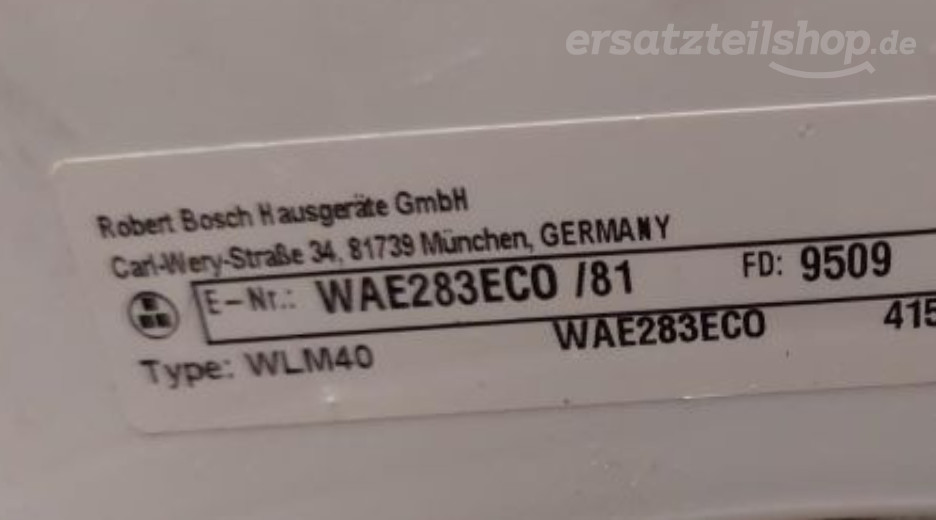 ersatzteilshop.de
Robert Bosch Hausgeräte GmbH
Carl-Wery-Straße 34, 81739 München, GERMANY
E-Nr.: WAE283ECO /81 FD: 9509
Type: WLM40 WAE283ECO 415